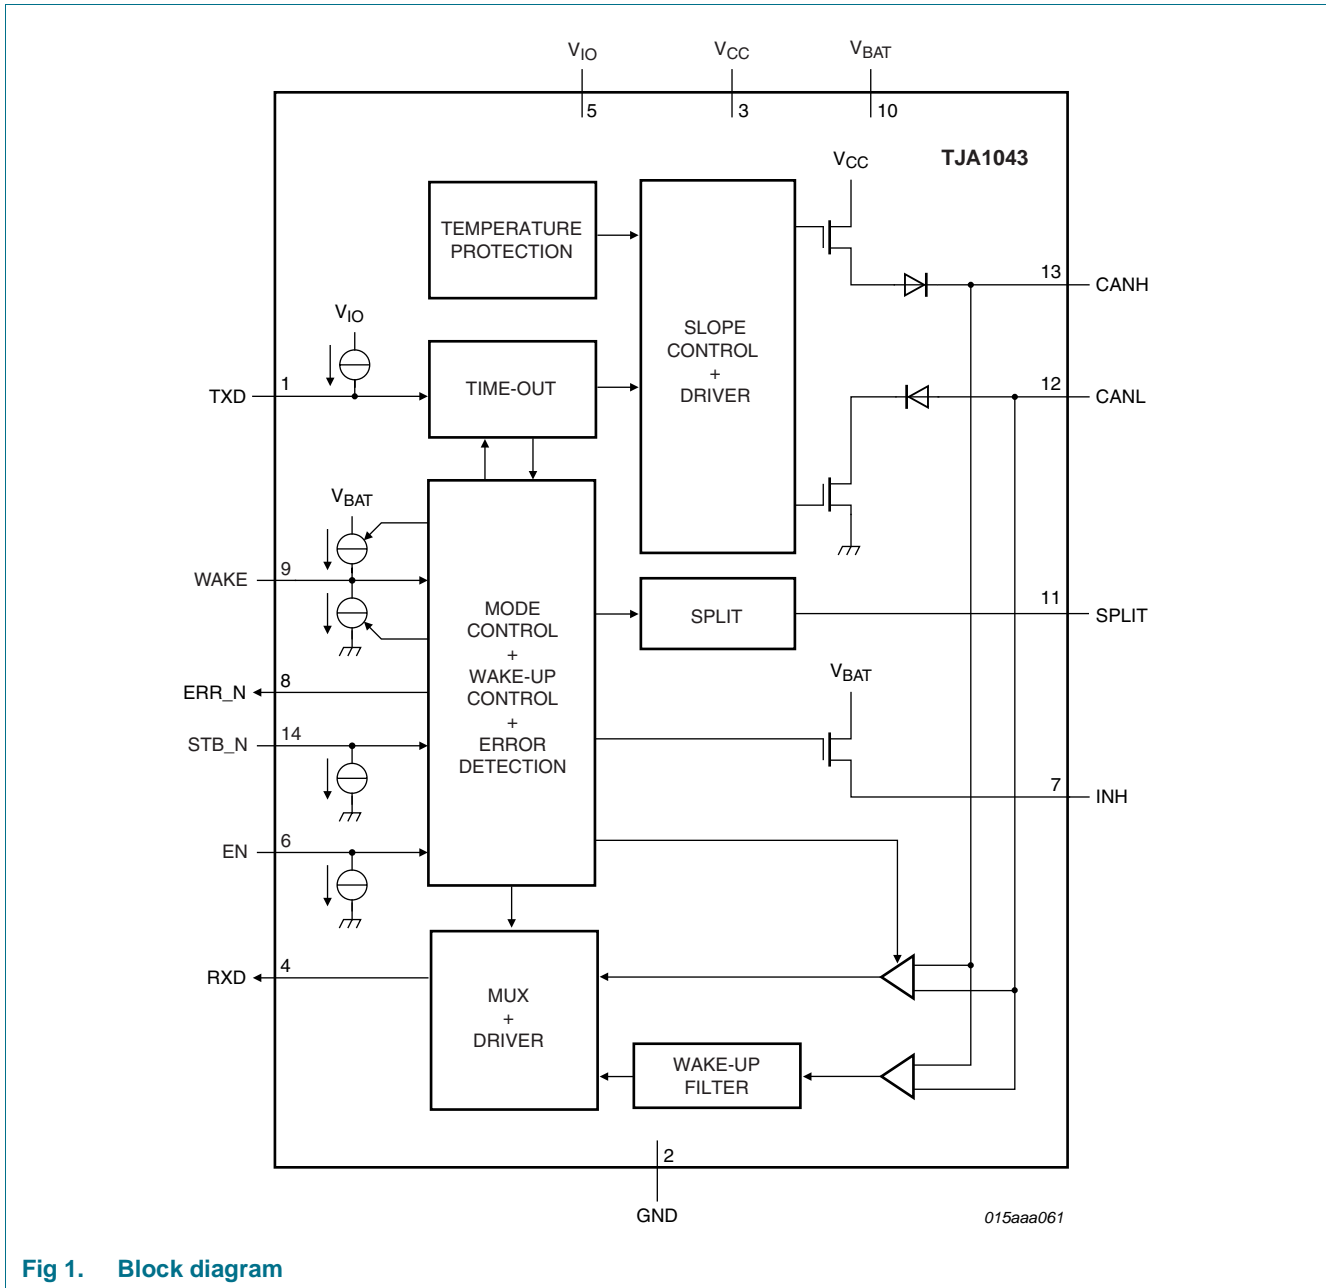 VIO
VCC
VBAT
5
3
10
TJA1043
VCC
TEMPERATURE
PROTECTION
13
CANH
VIO
SLOPE
CONTROL
+
DRIVER
TXD
1
TIME-OUT
12
CANL
VBAT
WAKE
9
MODE
CONTROL
+
WAKE-UP
CONTROL
+
ERROR
DETECTION
SPLIT
11
SPLIT
ERR_N
8
VBAT
STB_N
14
7
INH
EN
6
RXD
4
MUX
+
DRIVER
WAKE-UP
FILTER
2
GND
015aaa061
Fig 1. Block diagram